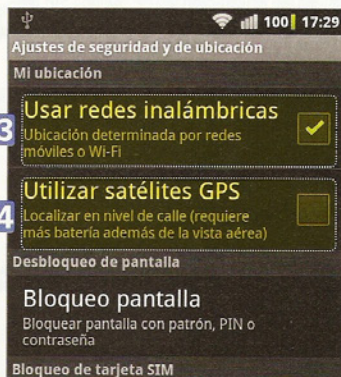 100 17:29
Ajustes de seguridad y de ubicación
Mi ubicación
3
Usar redes inalámbricas
Ubicación determinada por redes
móviles o Wi-Fi
4
Utilizar satélites GPS
Localizar en nivel de calle (requiere
más batería además de la vista aérea)
Desbloqueo de pantalla
Bloqueo pantalla
Bloquear pantalla con patrón, PIN o
contraseña
Bloqueo de tarjeta SIM